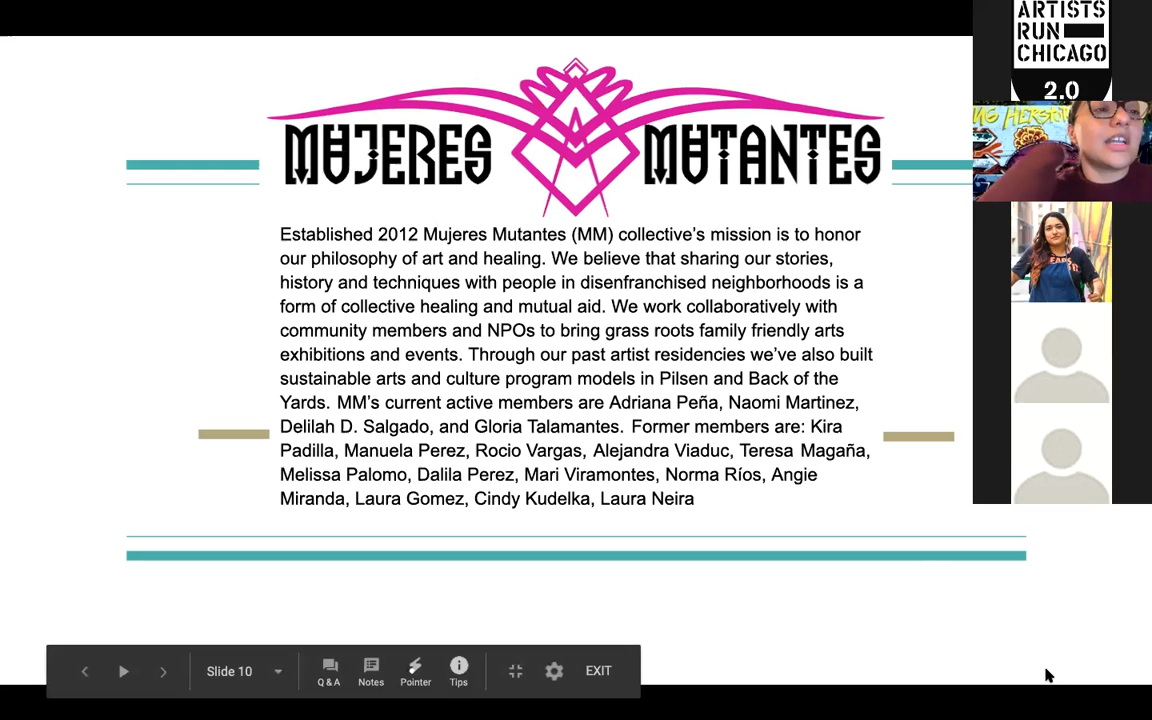 MUJERES MUTANTES
Established 2012 Mujeres Mutantes (MM) collective's mission is to honor
our philosophy of art and healing. We believe that sharing our stories,
history and techniques with people in disenfranchised neighborhoods is a
form of collective healing and mutual aid. We work collaboratively with
community members and NPOs to bring grass roots family friendly arts
exhibitions and events. Through our past artist residencies we've also built
sustainable arts and culture program models in Pilsen and Back of the
Yards. MM's current active members are Adriana Peña, Naomi Martinez,
Delilah D. Salgado, and Gloria Talamantes. Former members are: Kira
Padilla, Manuela Perez, Rocio Vargas, Alejandra Viaduc, Teresa Magaña,
Melissa Palomo, Dalila Perez, Mari Viramontes, Norma Ríos, Angie
Miranda, Laura Gomez, Cindy Kudelka, Laura Neira
ARTISTS
RUN
CHICAGO
2.0
Slide 10
Q & A
Notes
Pointer
Tips
EXIT